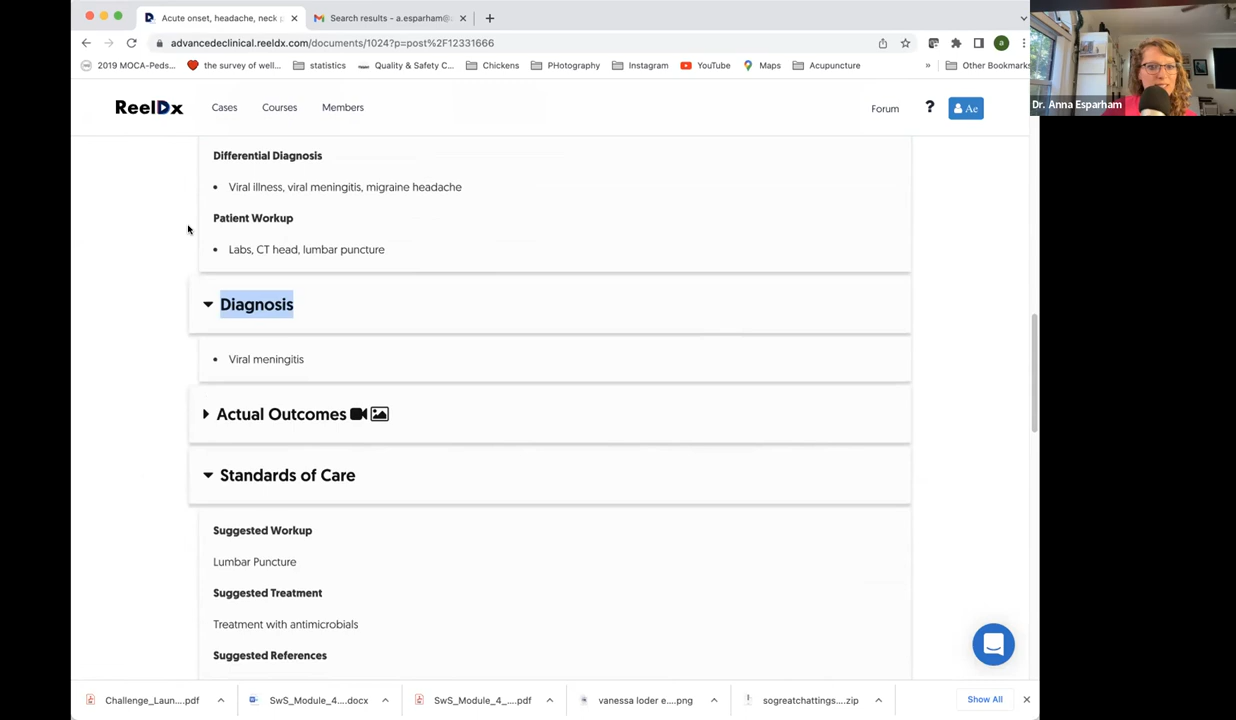 Acute onset, headache, neck p
Search results - a.esparham@
advancedeclinical.reeldx.com/documents/1024?p=post%2F12331666
a
2019 MOCA-Peds...
the survey of well...
statistics
Quality & Safety C...
Chickens
PHotography
Instagram
YouTube
Maps
Acupuncture
»
Other Bookmarks
Dr. Anna Esparham
ReelDx
Cases
Courses
Members
Forum
?
Ae
Differential Diagnosis
• Viral illness, viral meningitis, migraine headache
Patient Workup
• Labs, CT head, lumbar puncture
Diagnosis
• Viral meningitis
Actual Outcomes
Standards of Care
Suggested Workup
Lumbar Puncture
Suggested Treatment
Treatment with antimicrobials
Suggested References
Challenge_Laun....pdf
SwS_Module_4....docx
SwS_Module_4_....pdf
vanessa loder e....png
sogreatchattings....zip
Show All